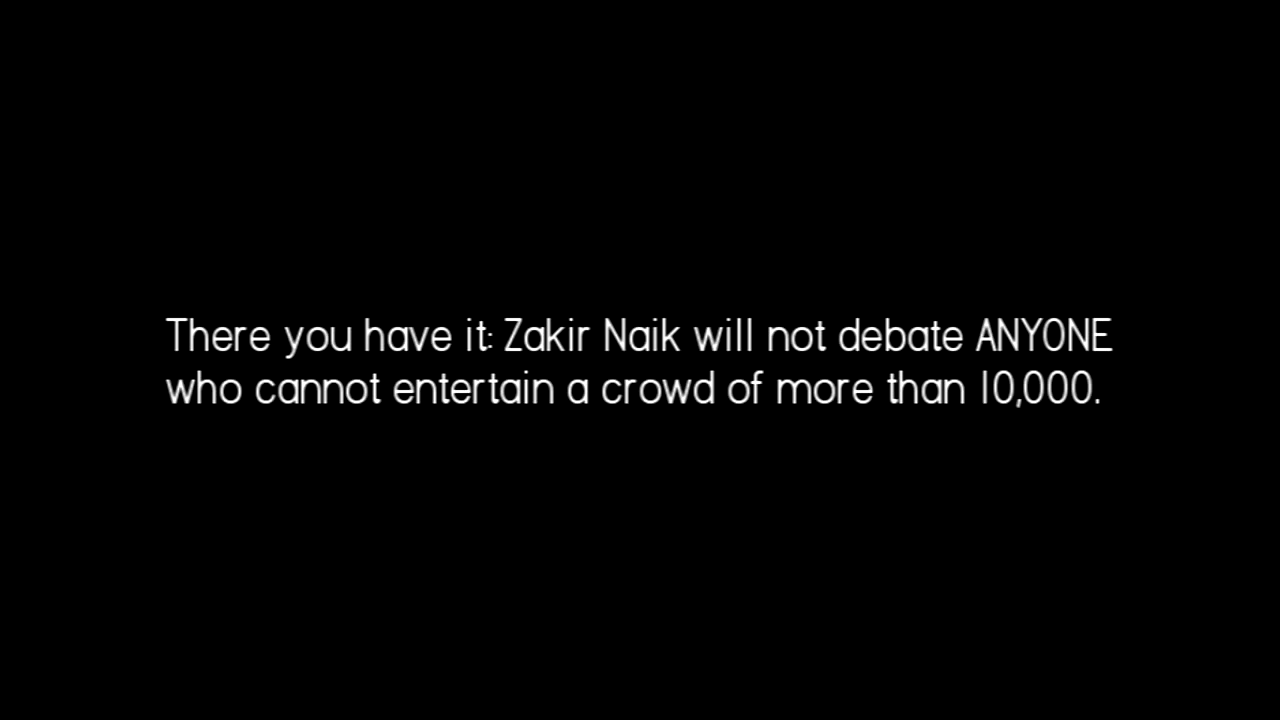 There you have it: Zakir Naik will not debate ANYONE
who cannot entertain a crowd of more than 10,000.